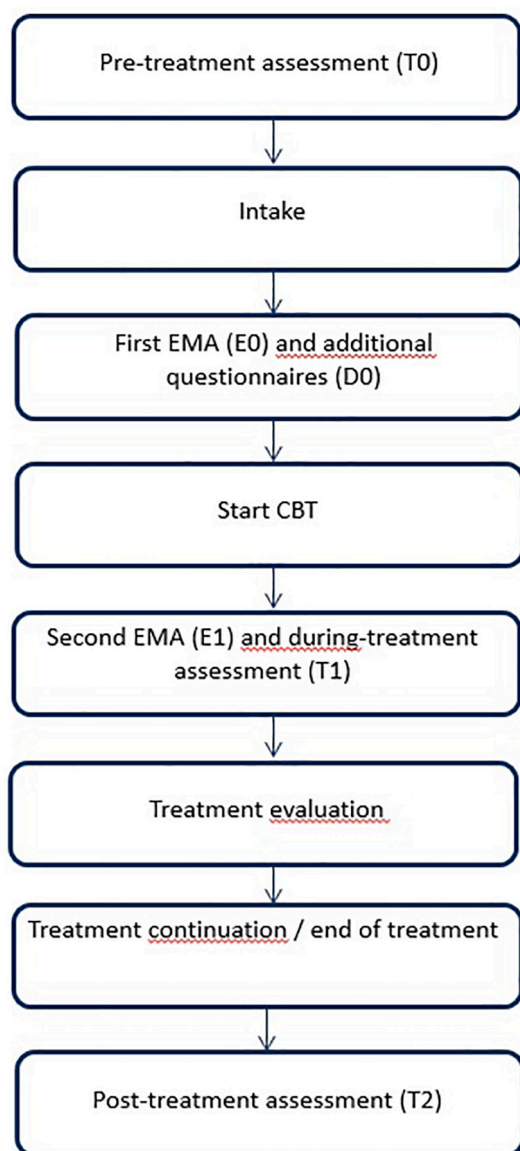 Pre-treatment assessment (T0)
Intake
First EMA (E0) and additional
questionnaires (D0)
Start CBT
Second EMA (E1) and during-treatment
assessment (T1)
Treatment evaluation
Treatment continuation / end of treatment
Post-treatment assessment (T2)